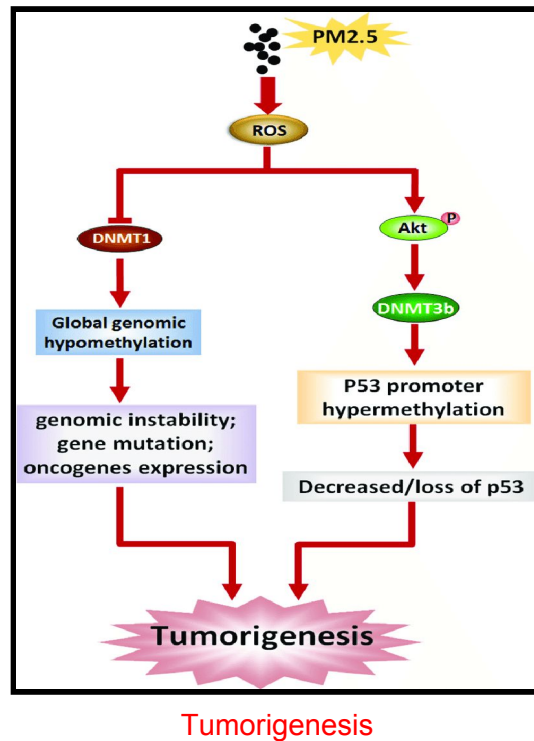 PM2.5
ROS
DNMT1
Akt
P
DNMT3b
Global genomic
hypomethylation
P53 promoter
hypermethylation
genomic instability;
gene mutation;
oncogenes expression
Decreased/loss of p53
Tumorigenesis
Tumorigenesis